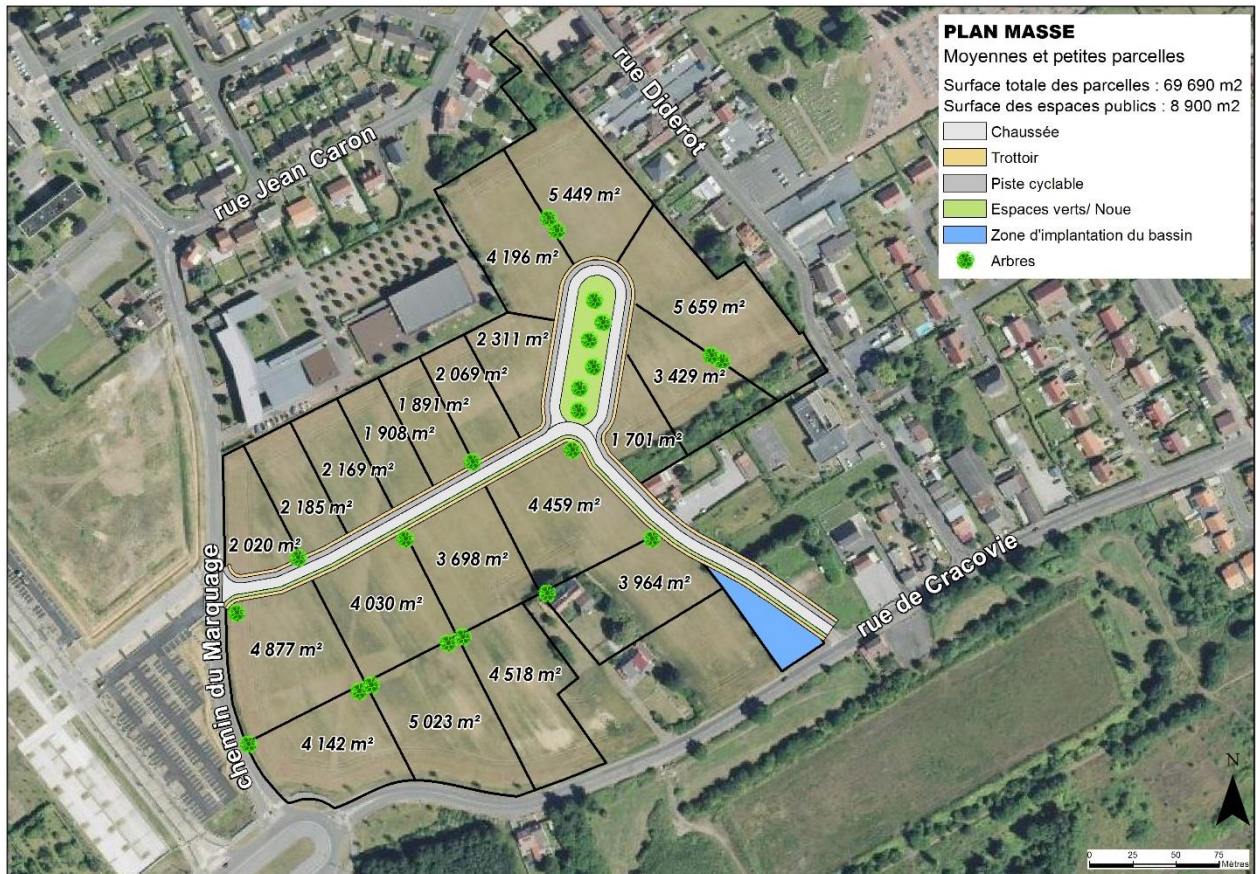 PLAN MASSE
Moyennes et petites parcelles
Surface totale des parcelles : 69 690 m2
Surface des espaces publics : 8 900 m2
Chaussée
Trottoir
Piste cyclable
Espaces verts/ Noue
Zone d'implantation du bassin
Arbres
rue Diderot
rue Jean Caron
5 449 m²
4 196 m²
5 659 m²
2 311 m²
2 069 m²
3 429 m²
1 891 m²
1 908 m²
1 701 m²
2 169 m²
2 185 m²
4 459 m²
2 020 m²
3 698 m²
3 964 m²
rue de Cracovie
4 030 m²
4 877 m²
chemin du Marquage
4 518 m²
5 023 m²
4 142 m²
N
0 25 50 75
Mètres